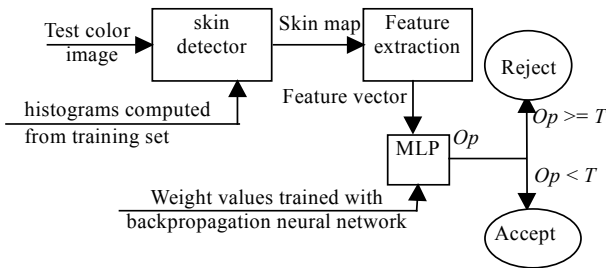 Test color
image
skin
detector
Skin map
Feature
extraction
Reject
histograms computed
from training set
Feature vector
Op >= T
MLP
Op
Op < T
Weight values trained with
backpropagation neural network
Accept